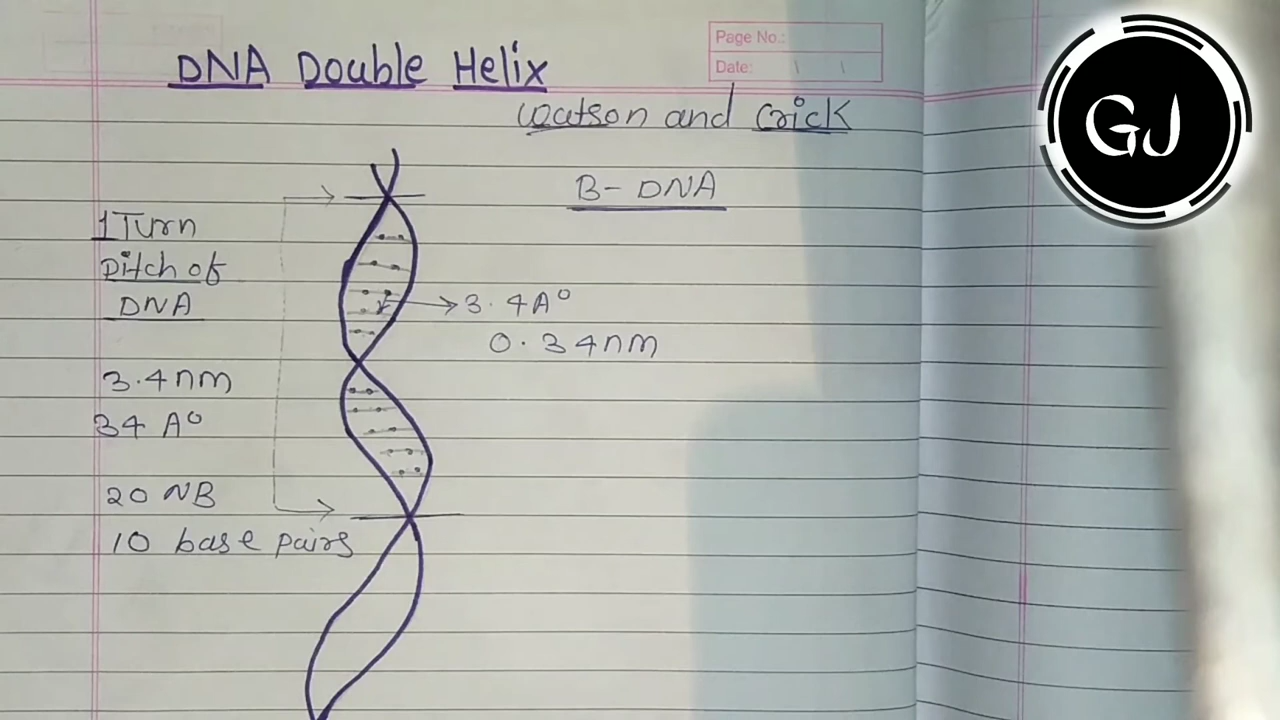 Page No.:
Date:
DNA Double Helix
Watson and Crick
B- DNA
1 Turn
Pitch of
DNA
3.4A°
0.34nm
3.4nm
34 A°
20 NB
10 base pairs
GJ